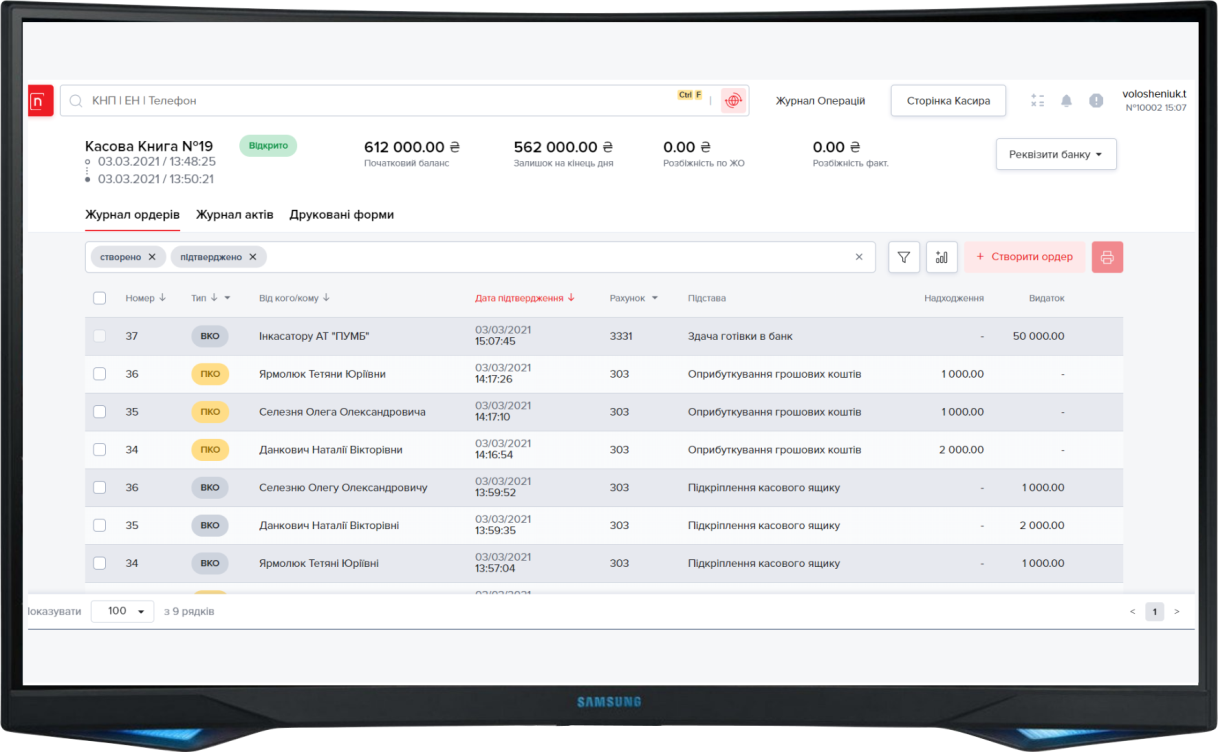 n
КНП | ЕН | Телефон
Ctrl F
Журнал Операцій
Сторінка Касира
volosheniuk.t
№10002 15:07
Касова Книга №19
Відкрито
03.03.2021 / 13:48:25
03.03.2021 / 13:50:21
612 000.00 ₴
Початковий баланс
562 000.00 ₴
Залишок на кінець дня
0.00 ₴
Розбіжність по ЖО
0.00 ₴
Розбіжність факт.
Реквізити банку
Журнал ордерів Журнал актів Друковані форми
створено × підтверджено ×
+ Створити ордер
Номер Тип Від кого/кому Дата підтвердження Рахунок Підстава Надходження Видаток
37 ВКО Інкасатору АТ "ПУМБ" 03/03/2021 15:07:45 3331 Здача готівки в банк - 50 000.00
36 ПКО Ярмолюк Тетяни Юріївни 03/03/2021 14:17:26 303 Оприбуткування грошових коштів 1 000.00 -
35 ПКО Селезня Олега Олександровича 03/03/2021 14:17:10 303 Оприбуткування грошових коштів 1 000.00 -
34 ПКО Данкович Наталії Вікторівни 03/03/2021 14:16:54 303 Оприбуткування грошових коштів 2 000.00 -
36 ВКО Селезню Олегу Олександровичу 03/03/2021 13:59:52 303 Підкріплення касового ящику - 1 000.00
35 ВКО Данкович Наталії Вікторівні 03/03/2021 13:59:35 303 Підкріплення касового ящику - 2 000.00
34 ВКО Ярмолюк Тетяні Юріївні 03/03/2021 13:57:04 303 Підкріплення касового ящику - 1 000.00
оказувати 100 з 9 рядків
< 1 >
SAMSUNG